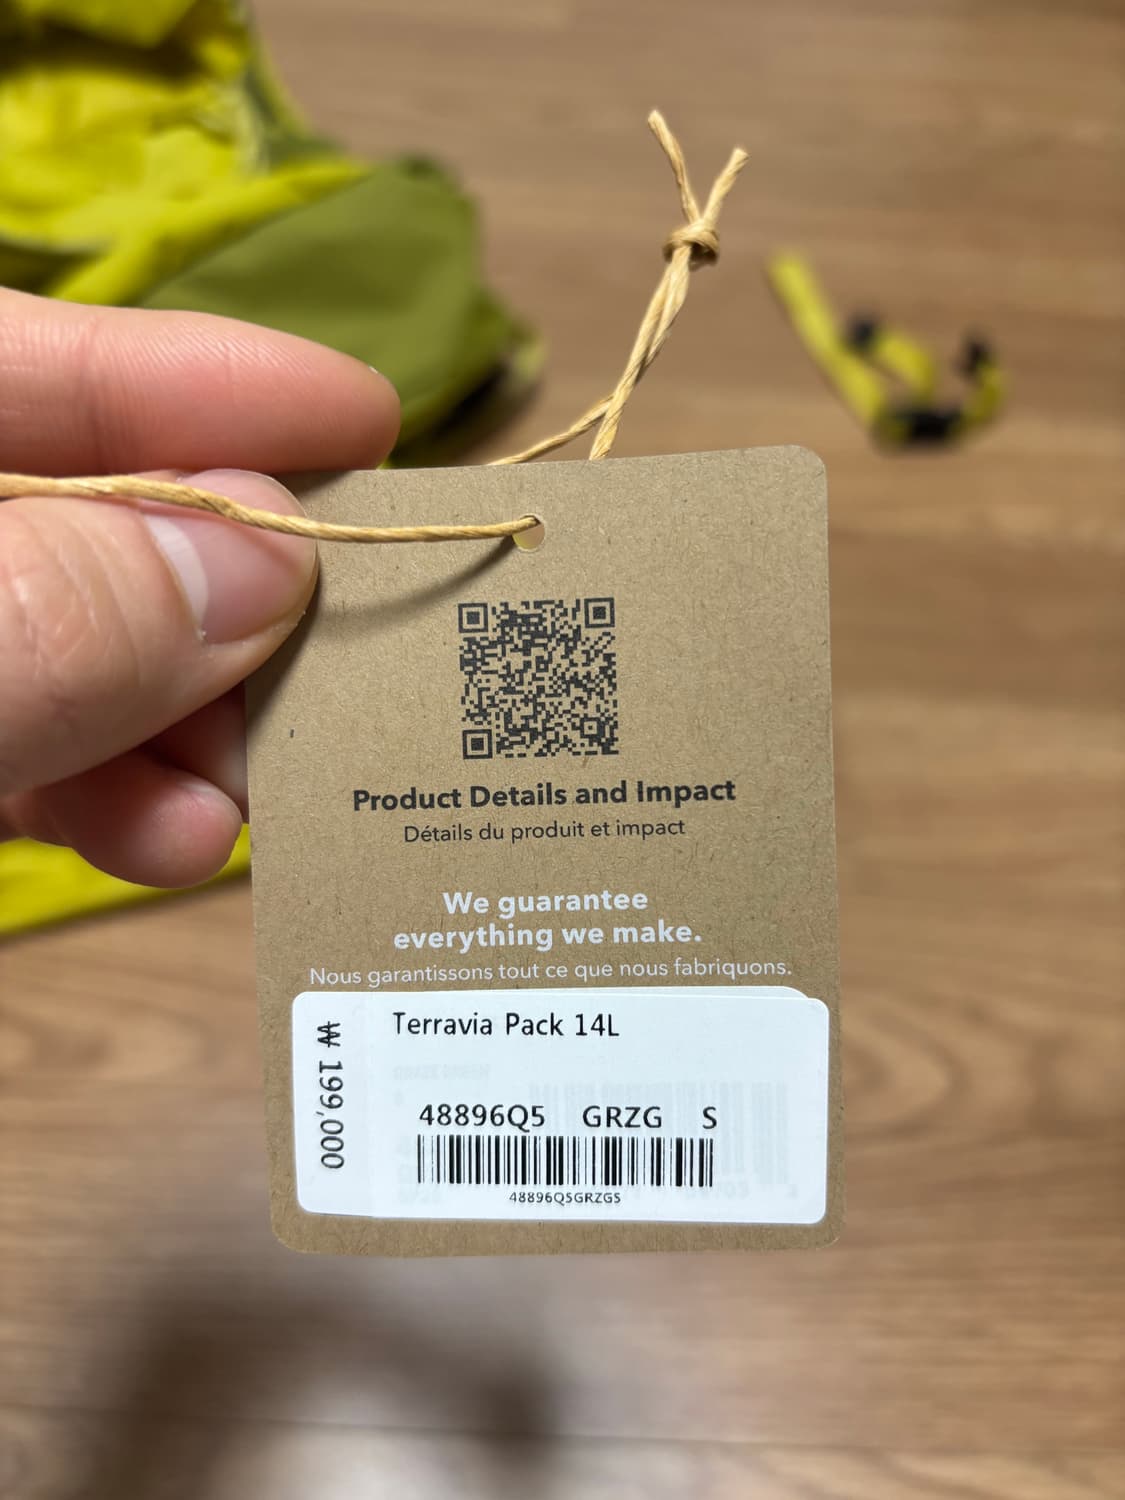 Product Details and Impact
Détails du produit et impact
We guarantee
everything we make.
Nous garantissons tout ce que nous fabriquons.
₩ 199,000
Terravia Pack 14L
48896Q5 GRZG S
48896Q5GRZGS